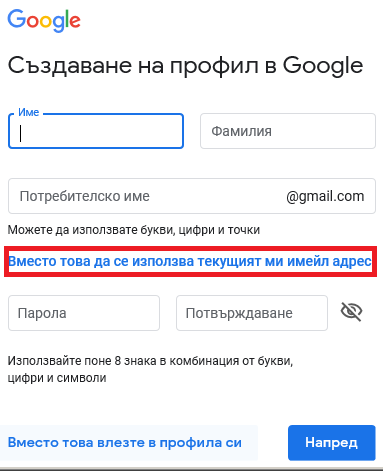 Google
Създаване на профил в Google
Име
Фамилия
Потребителско име @gmail.com
Можете да използвате букви, цифри и точки
Вместо това да се използва текущият ми имейл адрес
Парола Потвърждаване
Използвайте поне 8 знака в комбинация от букви,
цифри и символи
Вместо това влезте в профила си Напред